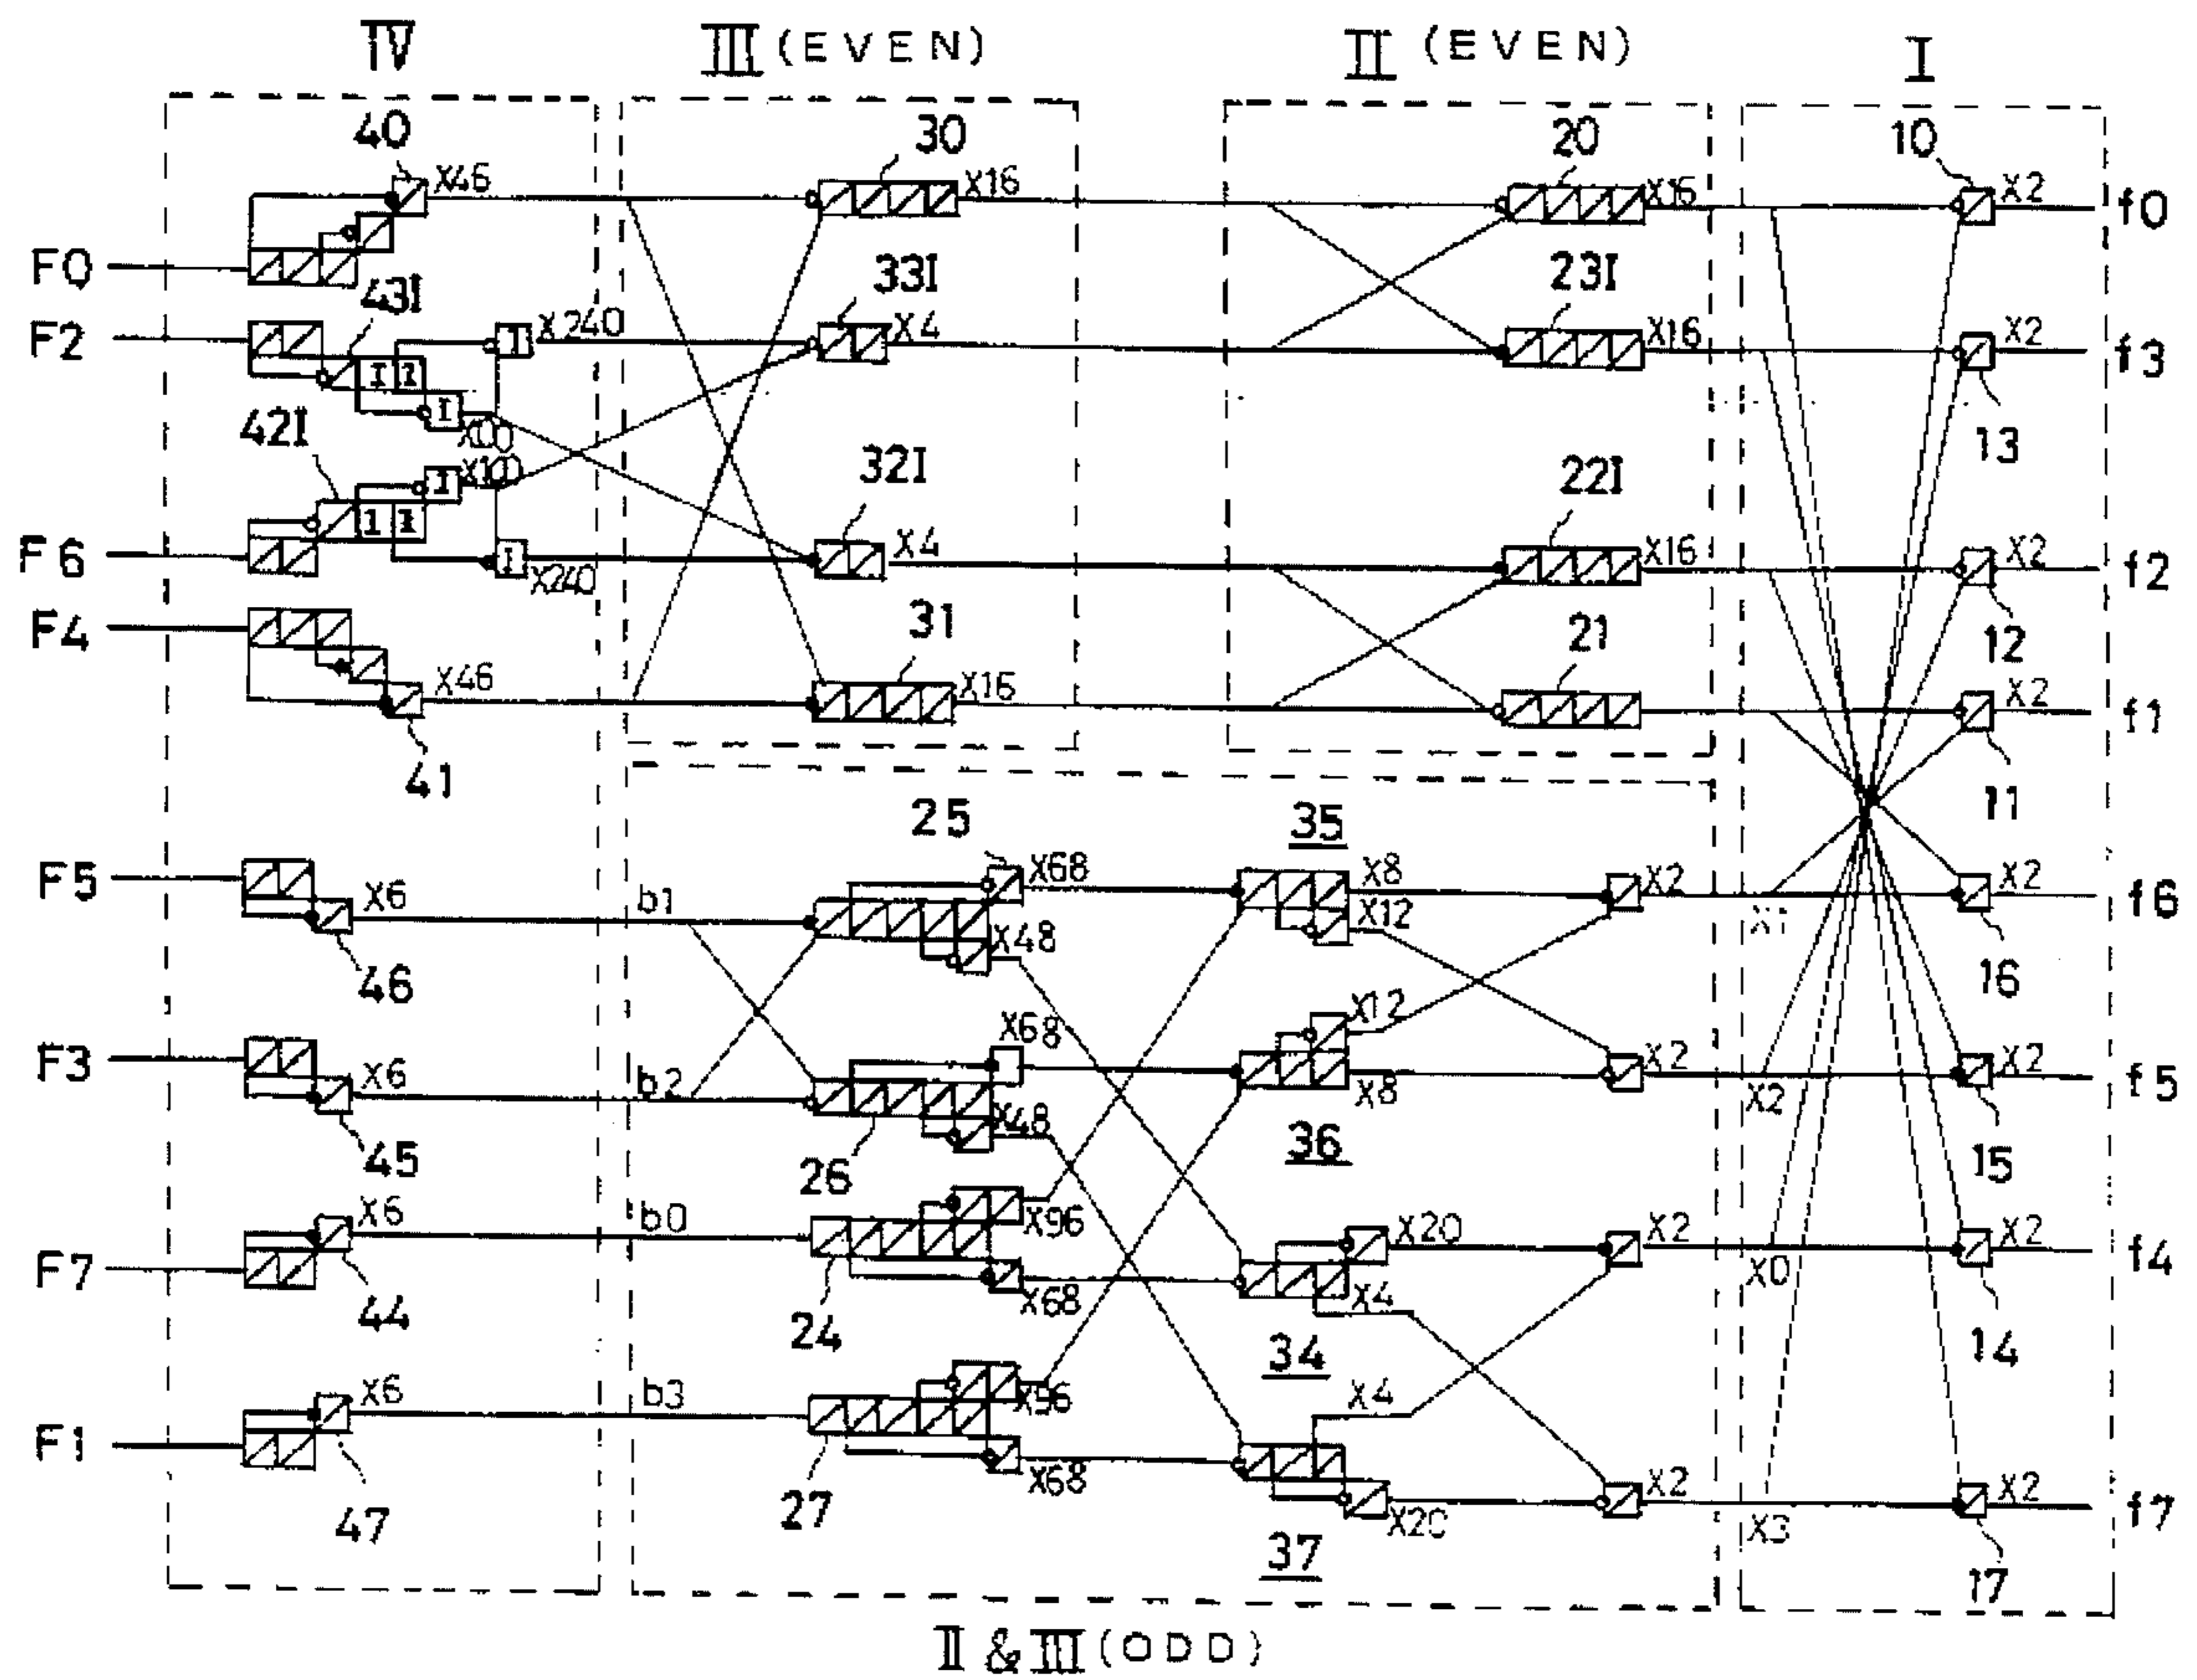 IV III (EVEN) II (EVEN) I
40 30 20 10
X46 X16 X16 X2 f0
F0
43I 33I 23I
F2 X240 X4 X16 X2 f3
I I I
I
X100 13
42I X100 32I 22I
I
I I
F6 I X4 X16 X2 f2
X240
F4 31 21 12
X46 X16 X2 f1
41 11
25 35
F5 X68 X8 X2 X2 f6
X6 b1 X12 X1
X48
46 16
X68 X12
F3 X6 b2 X8 X2 X2 X2 f5
X48
45 26 36 15
X6 b0 X96 X20 X2 X2 f4
F7 X68 X4 X0
44 24 34 14
X6 b3 X96 X4
F1 X68 X20 X2 X3 X2 f7
47 27 37 17
II & III (ODD)